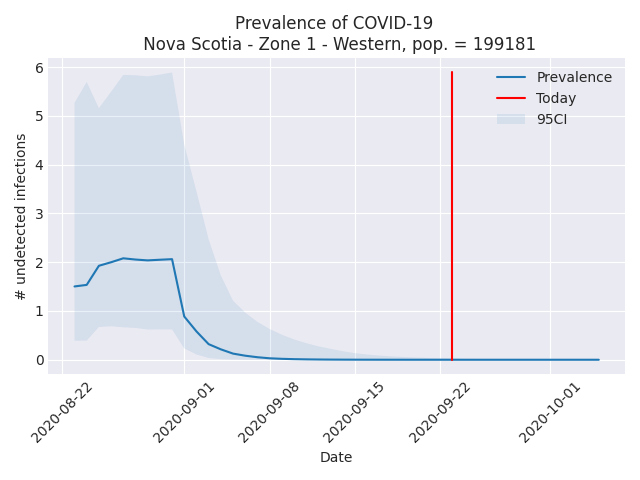 Prevalence of COVID-19
Nova Scotia - Zone 1 - Western, pop. = 199181
Prevalence
Today
95CI
# undetected infections
6
5
4
3
2
1
0
2020-08-22
2020-09-01
2020-09-08
2020-09-15
2020-09-22
2020-10-01
Date